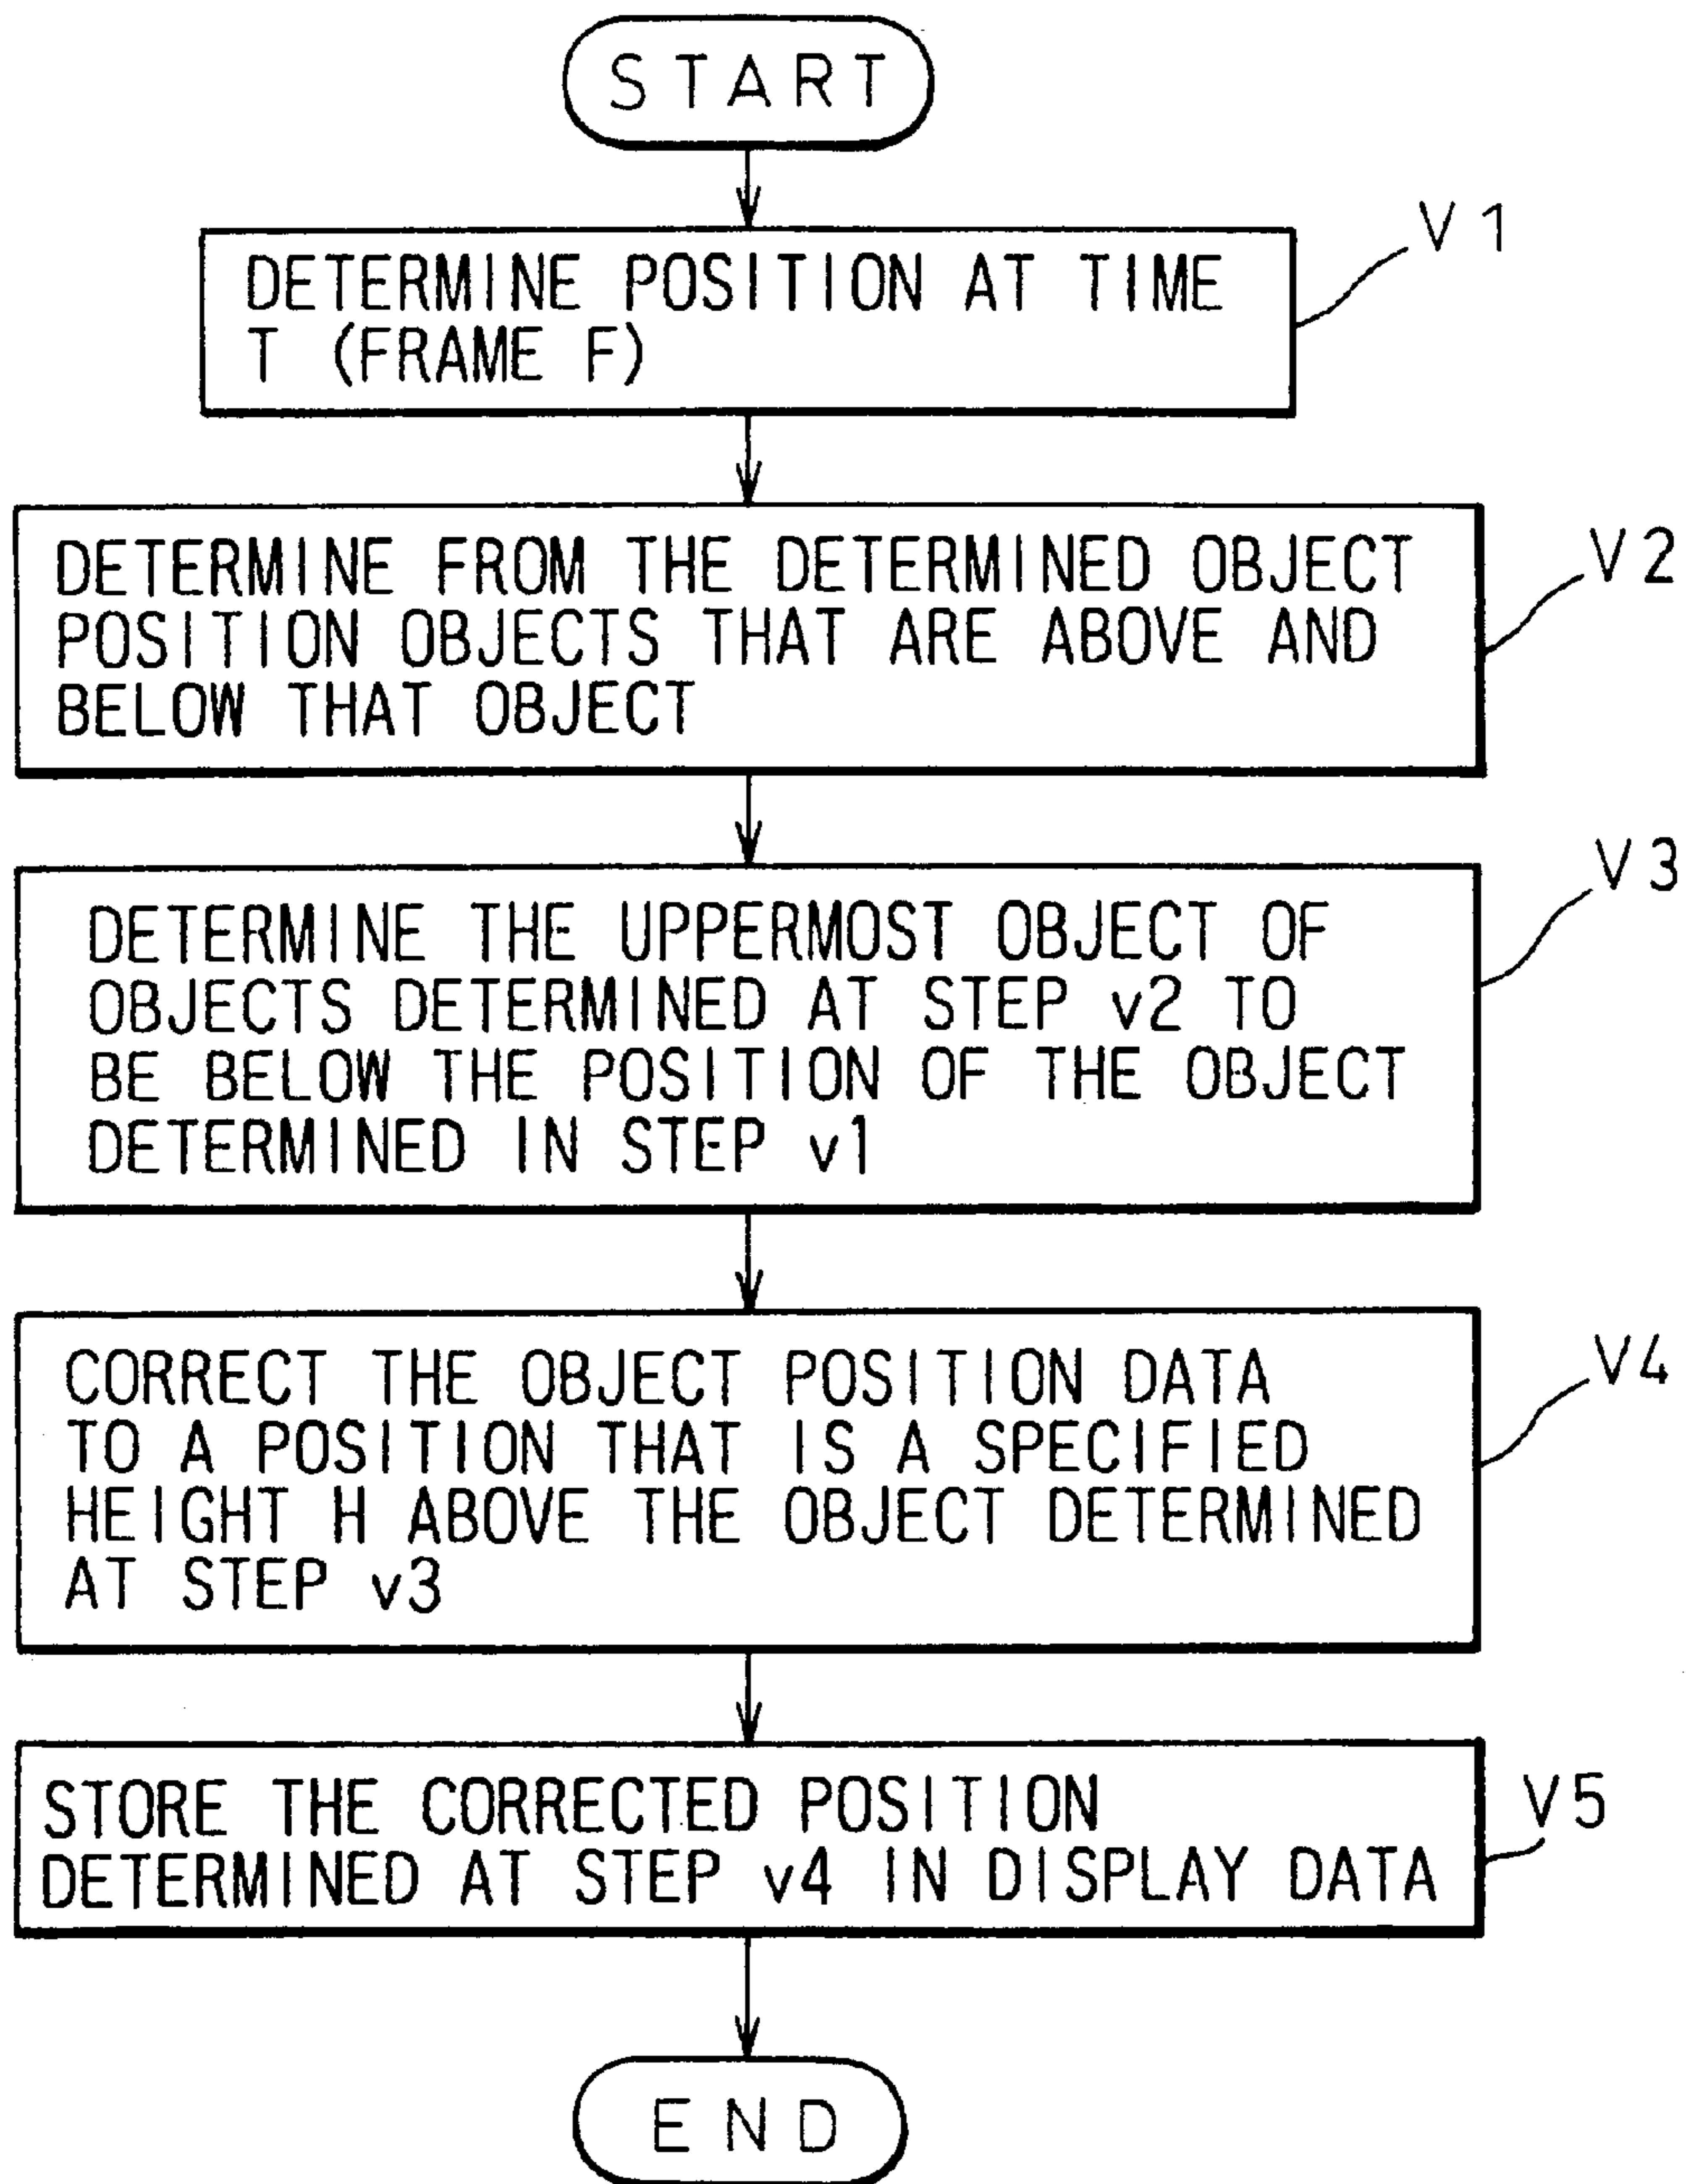 START
V1
DETERMINE POSITION AT TIME
T (FRAME F)
V2
DETERMINE FROM THE DETERMINED OBJECT
POSITION OBJECTS THAT ARE ABOVE AND
BELOW THAT OBJECT
V3
DETERMINE THE UPPERMOST OBJECT OF
OBJECTS DETERMINED AT STEP v2 TO
BE BELOW THE POSITION OF THE OBJECT
DETERMINED IN STEP v1
V4
CORRECT THE OBJECT POSITION DATA
TO A POSITION THAT IS A SPECIFIED
HEIGHT H ABOVE THE OBJECT DETERMINED
AT STEP v3
V5
STORE THE CORRECTED POSITION
DETERMINED AT STEP v4 IN DISPLAY DATA
END